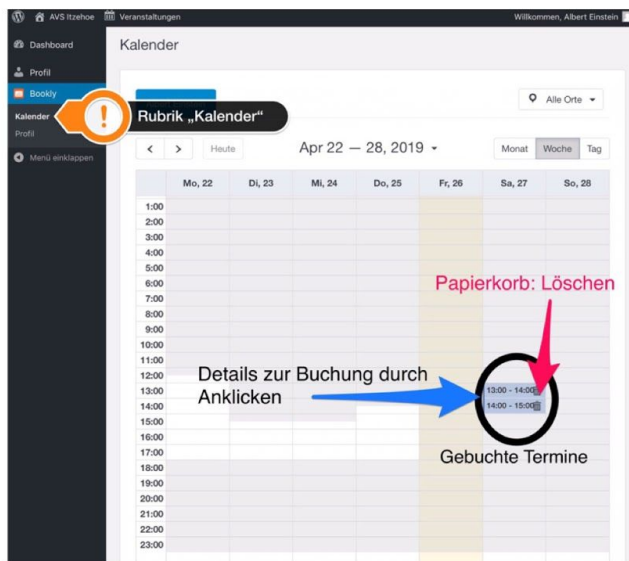 AVS Itzehoe Veranstaltungen Willkommen, Albert Einstein
Dashboard
Profil
Bookly
Kalender
Profil
Menü einklappen
Kalender
Rubrik „Kalender“
Alle Orte
< > Heute Apr 22 — 28, 2019 Monat Woche Tag
Mo, 22 Di, 23 Mi, 24 Do, 25 Fr, 26 Sa, 27 So, 28
1:00
2:00
3:00
4:00
5:00
6:00
7:00
8:00
9:00
10:00
11:00
12:00
13:00
14:00
15:00
16:00
17:00
18:00
19:00
20:00
21:00
22:00
23:00
Papierkorb: Löschen
Details zur Buchung durch
Anklicken
13:00 - 14:00
14:00 - 15:00
Gebuchte Termine